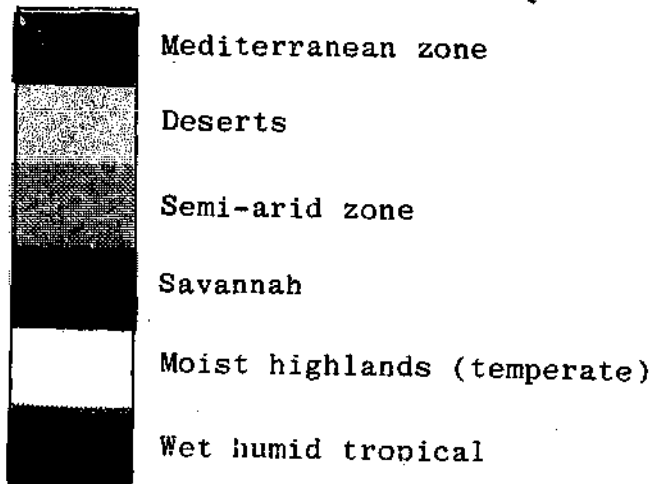 Mediterranean zone
Deserts
Semi-arid zone
Savannah
Moist highlands (temperate)
Wet humid tropical